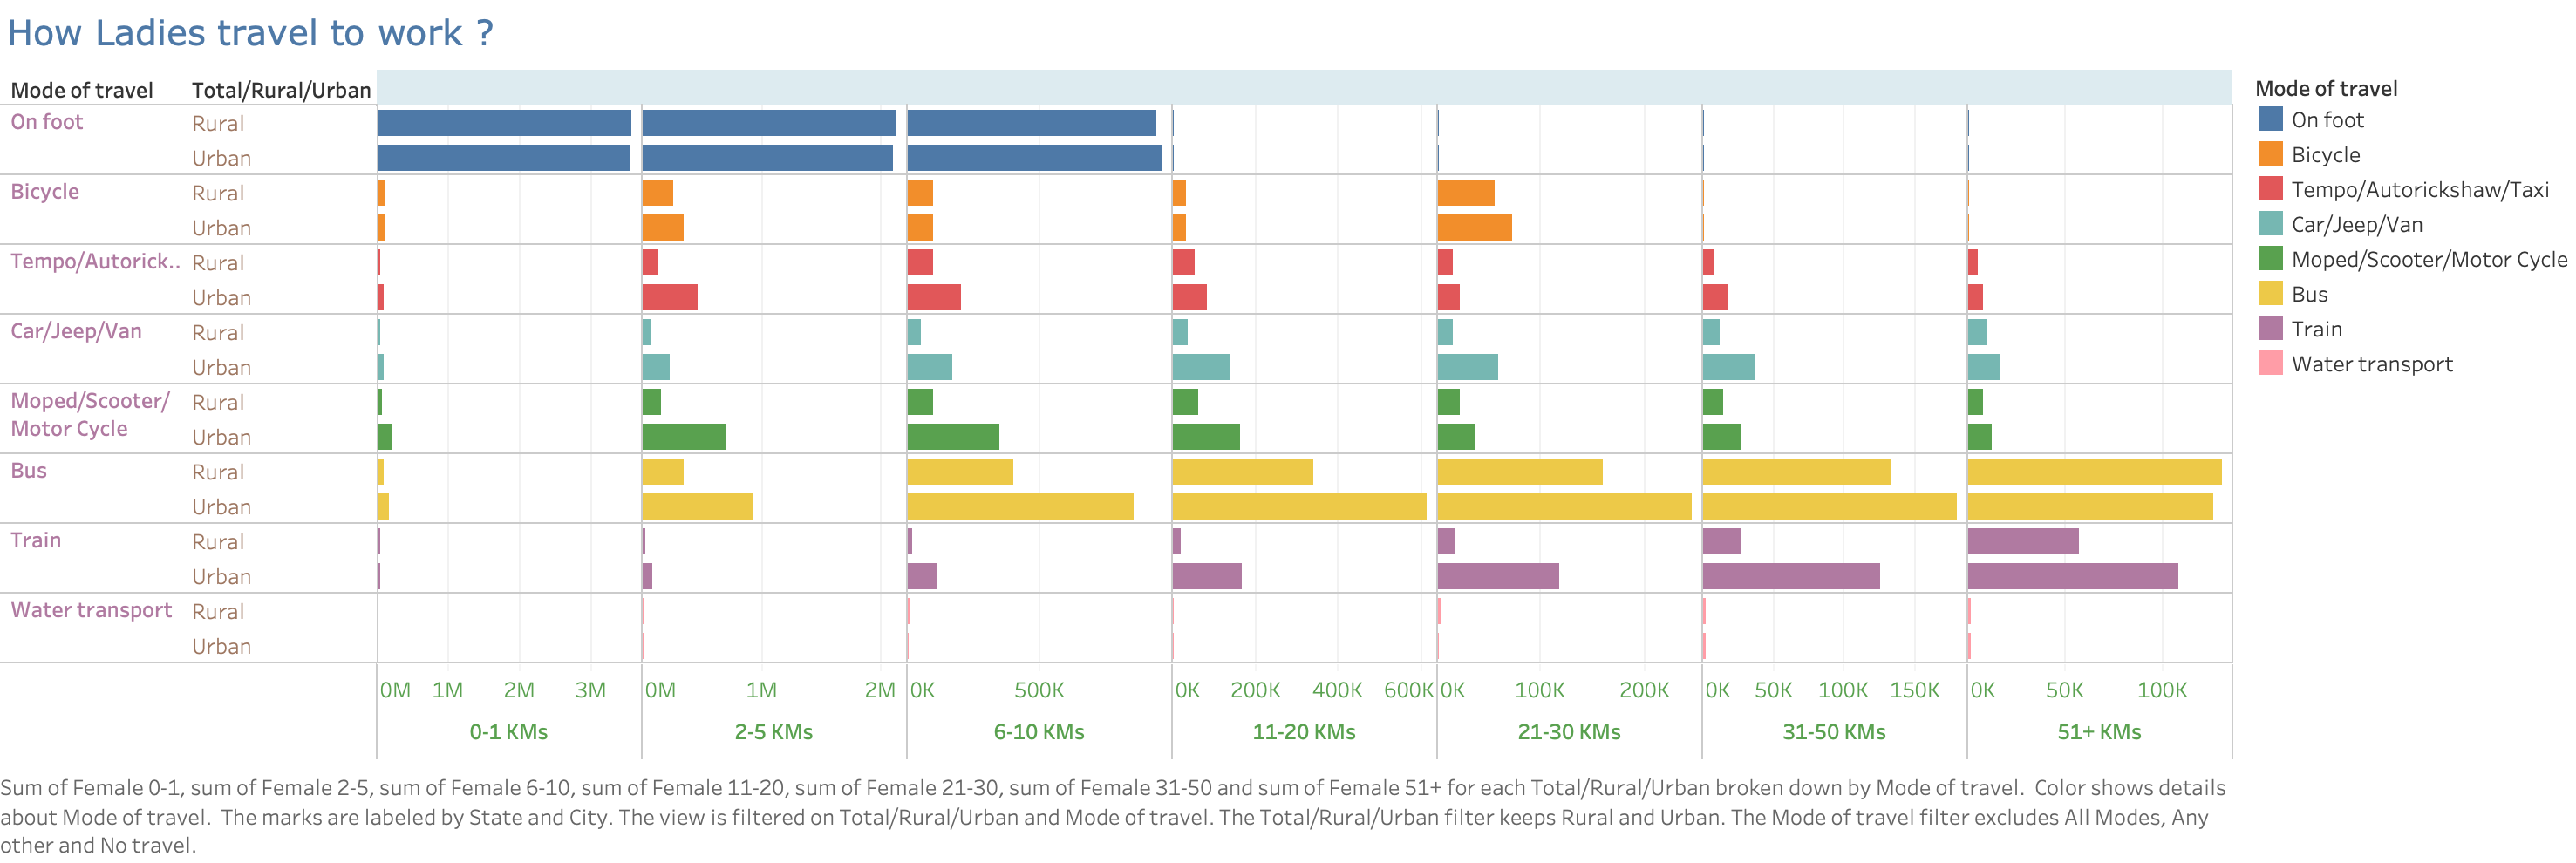 How Ladies travel to work ?
Mode of travel Total/Rural/Urban
On foot Rural
Urban
Bicycle Rural
Urban
Tempo/Autorick.. Rural
Urban
Car/Jeep/Van Rural
Urban
Moped/Scooter/ Rural
Motor Cycle Urban
Bus Rural
Urban
Train Rural
Urban
Water transport Rural
Urban
0M 1M 2M 3M 0M 1M 2M 0K 500K 0K 200K 400K 600K 0K 100K 200K 0K 50K 100K 150K 0K 50K 100K
0-1 KMs 2-5 KMs 6-10 KMs 11-20 KMs 21-30 KMs 31-50 KMs 51+ KMs
Mode of travel
On foot
Bicycle
Tempo/Autorickshaw/Taxi
Car/Jeep/Van
Moped/Scooter/Motor Cycle
Bus
Train
Water transport
Sum of Female 0-1, sum of Female 2-5, sum of Female 6-10, sum of Female 11-20, sum of Female 21-30, sum of Female 31-50 and sum of Female 51+ for each Total/Rural/Urban broken down by Mode of travel. Color shows details
about Mode of travel. The marks are labeled by State and City. The view is filtered on Total/Rural/Urban and Mode of travel. The Total/Rural/Urban filter keeps Rural and Urban. The Mode of travel filter excludes All Modes, Any
other and No travel.